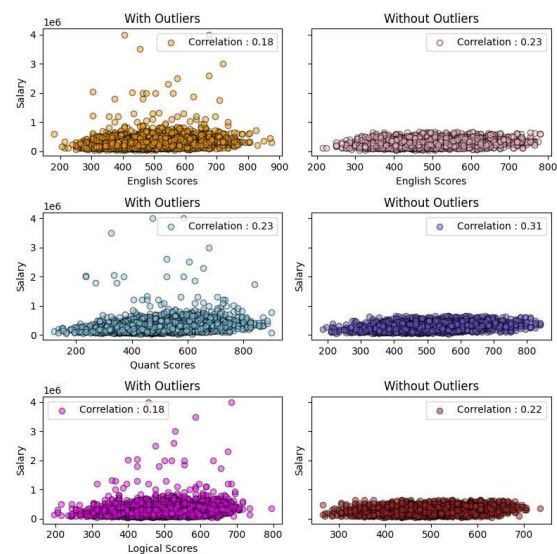 With Outliers
1e6
Correlation : 0.18
Salary
4
3
2
1
0
200 300 400 500 600 700 800 900
English Scores
Without Outliers
Correlation : 0.23
Salary
200 300 400 500 600 700 800
English Scores
With Outliers
1e6
Correlation : 0.23
Salary
4
3
2
1
0
200 400 600 800
Quant Scores
Without Outliers
Correlation : 0.31
Salary
200 300 400 500 600 700 800
With Outliers
1e6
Correlation : 0.18
Salary
4
3
2
1
0
200 300 400 500 600 700 800
Logical Scores
Without Outliers
Correlation : 0.22
Salary
300 400 500 600 700